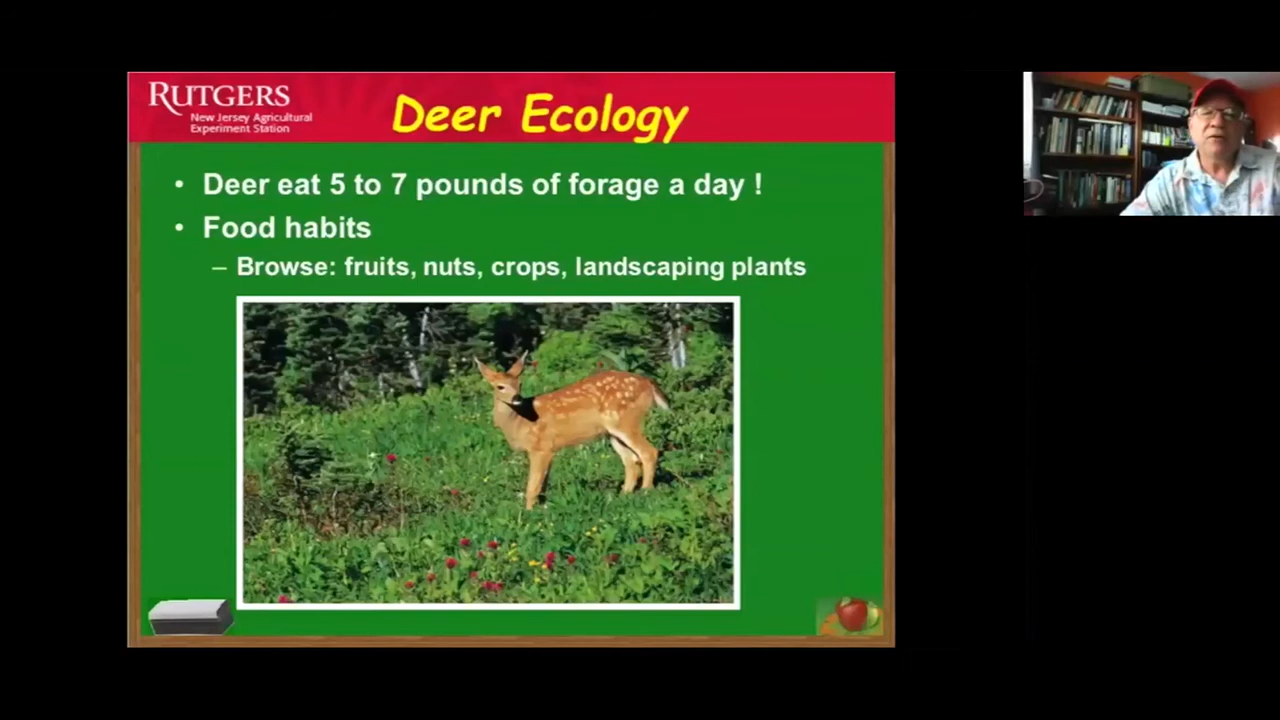 RUTGERS
New Jersey Agricultural
Experiment Station
Deer Ecology
• Deer eat 5 to 7 pounds of forage a day !
• Food habits
– Browse: fruits, nuts, crops, landscaping plants